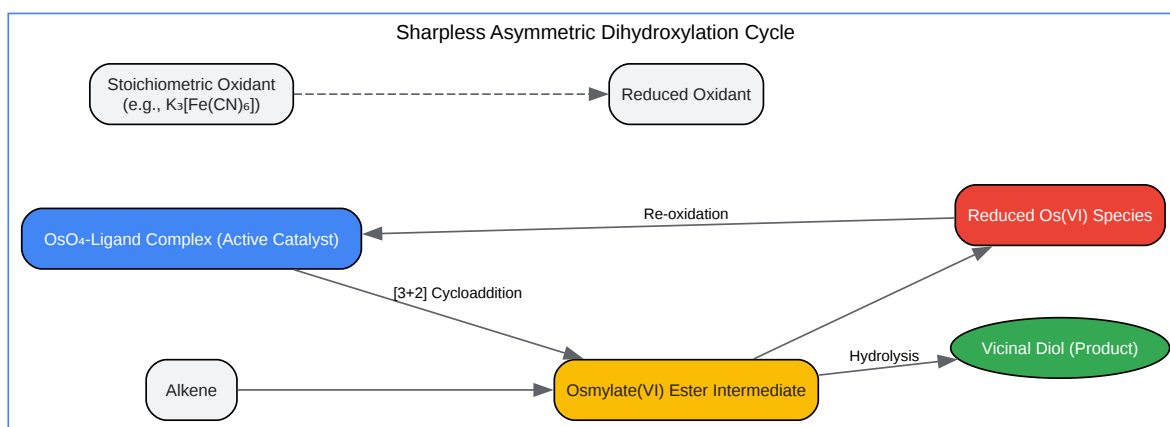 Sharpless Asymmetric Dihydroxylation Cycle
Stoichiometric Oxidant
(e.g., K₃[Fe(CN)₆])
Reduced Oxidant
Re-oxidation
Reduced Os(VI) Species
OsO₄-Ligand Complex (Active Catalyst)
[3+2] Cycloaddition
Vicinal Diol (Product)
Hydrolysis
Alkene
Osmylate(VI) Ester Intermediate